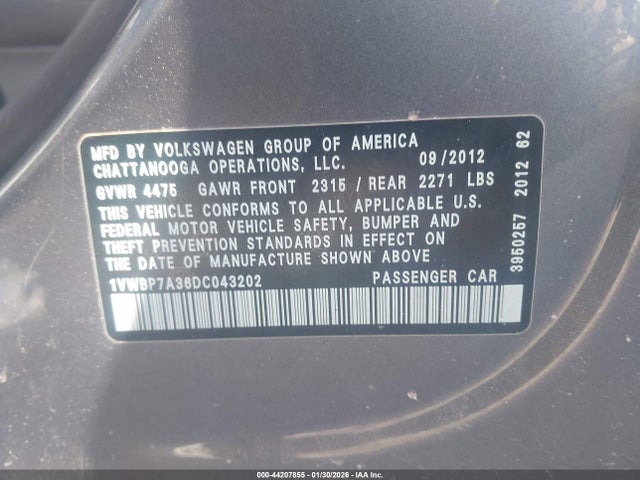 MFD BY VOLKSWAGEN GROUP OF AMERICA
CHATTANOOGA OPERATIONS, LLC. 09/2012
GVWR 4475 GAWR FRONT 2315 / REAR 2271 LBS
THIS VEHICLE CONFORMS TO ALL APPLICABLE U.S.
FEDERAL MOTOR VEHICLE SAFETY, BUMPER AND
THEFT PREVENTION STANDARDS IN EFFECT ON
THE DATE OF MANUFACTURE SHOWN ABOVE
1VWBP7A36DC043202 PASSENGER CAR
3950257 2012 62
000-44207855 - 01/30/2026 - IAA Inc.